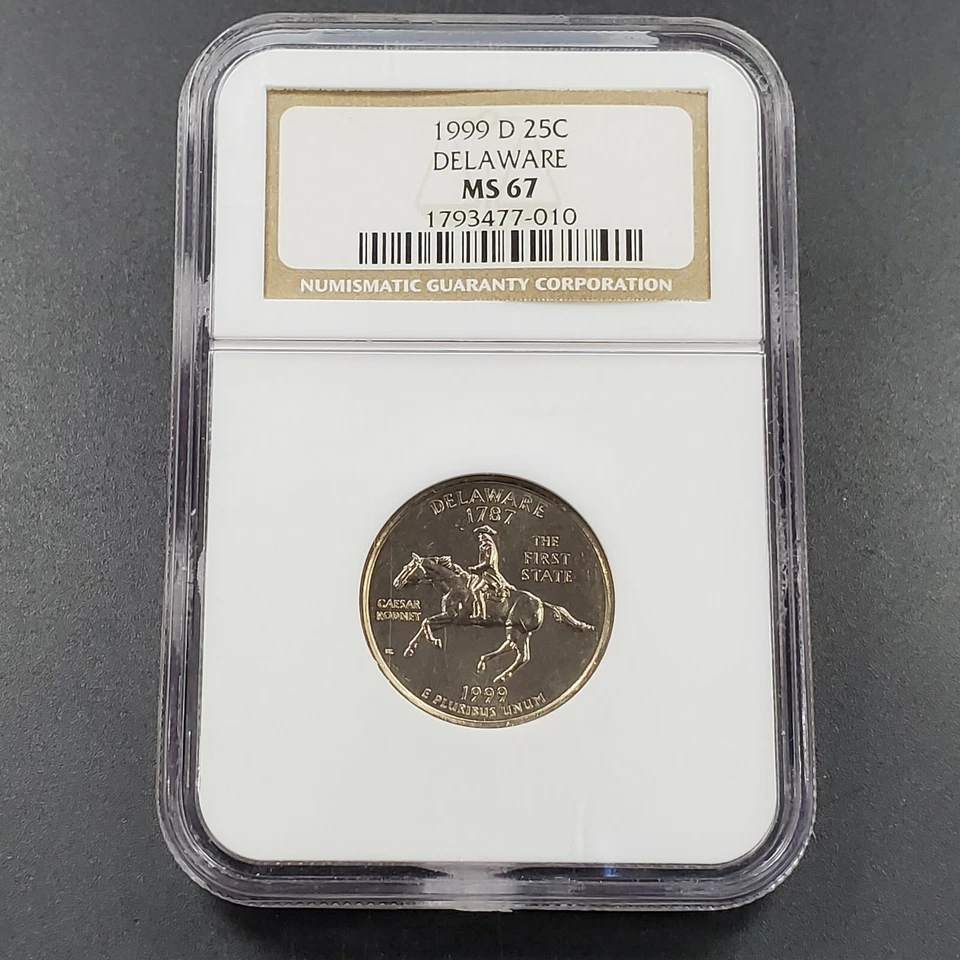 1999 D 25C
DELAWARE
MS 67
1793477-010
NUMISMATIC GUARANTY CORPORATION
DELAWARE
1787
THE
FIRST
STATE
CAESAR
RODNEY
1999
E PLURIBUS UNUM